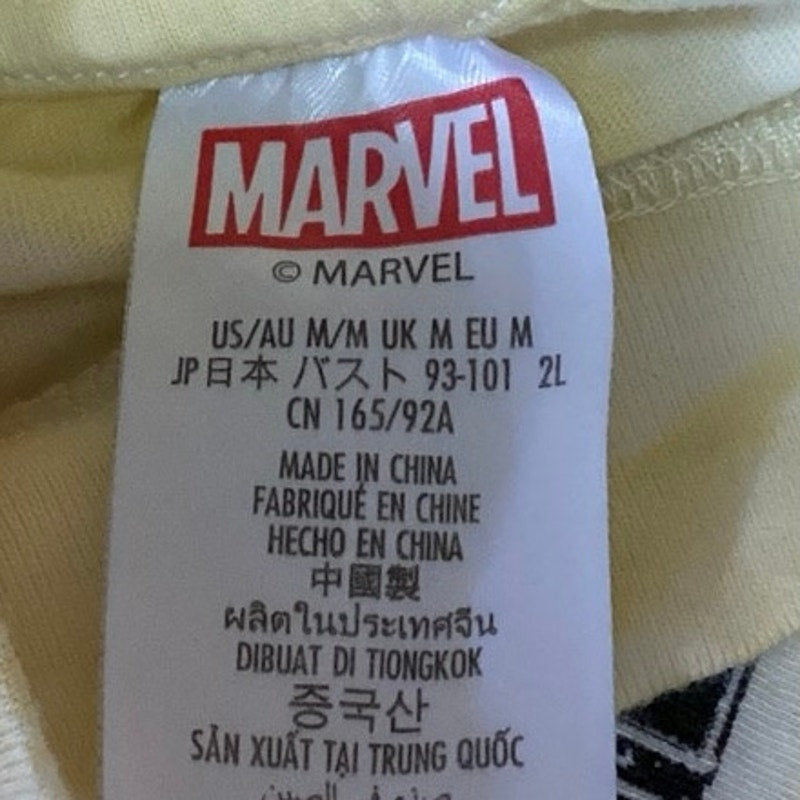 MARVEL
© MARVEL
US/AU M/M UK M EU M
JP日本 バスト 93-101 2L
CN 165/92A
MADE IN CHINA
FABRIQUÉ EN CHINE
HECHO EN CHINA
中國製
ผลิตในประเทศจีน
DIBUAT DI TIONGKOK
중국산
SẢN XUẤT TẠI TRUNG QUỐC